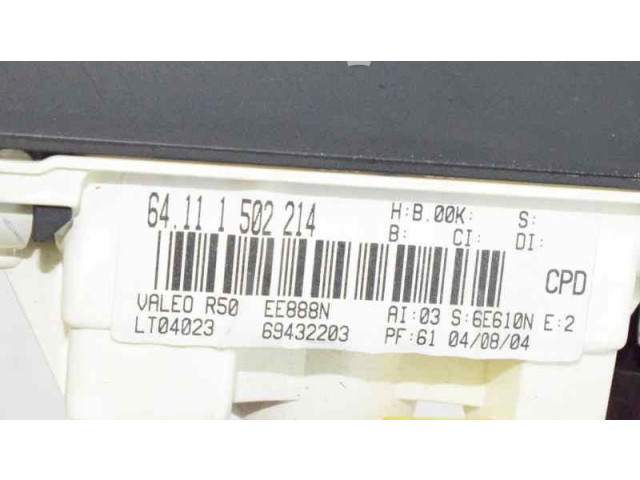 64.11 1 502 214 H:B.00K: S:
B: CI: DI:
CPD
VALEO R50 EE888N AI:03 S:6E610N E:2
LT04023 69432203 PF:61 04/08/04